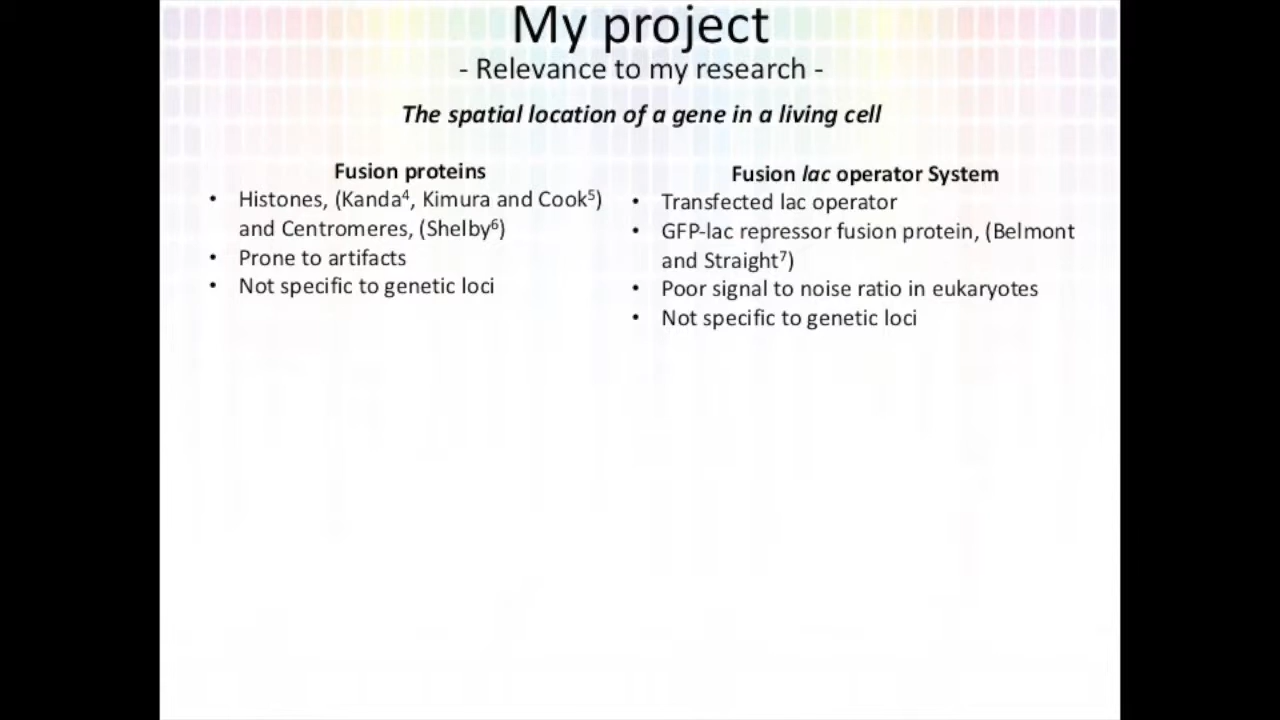 My project
- Relevance to my research -
The spatial location of a gene in a living cell
Fusion proteins
• Histones, (Kanda⁴, Kimura and Cook⁵)
and Centromeres, (Shelby⁶)
• Prone to artifacts
• Not specific to genetic loci
Fusion lac operator System
• Transfected lac operator
• GFP-lac repressor fusion protein, (Belmont
and Straight⁷)
• Poor signal to noise ratio in eukaryotes
• Not specific to genetic loci